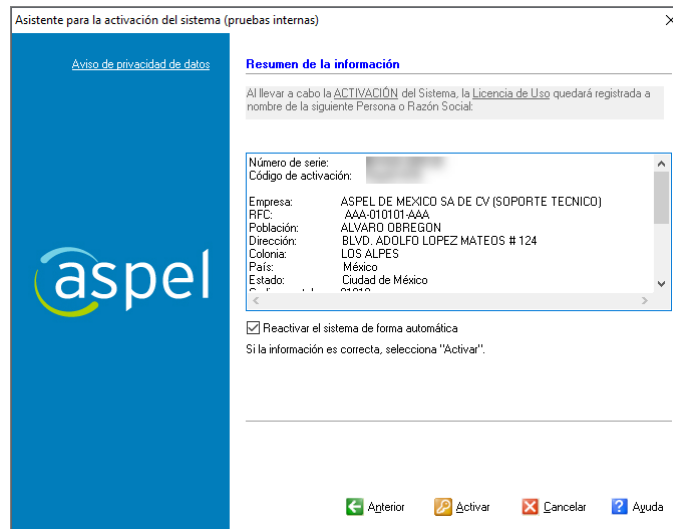 Asistente para la activación del sistema (pruebas internas)
Aviso de privacidad de datos
Resumen de la información
Al llevar a cabo la ACTIVACIÓN del Sistema, la Licencia de Uso quedará registrada a
nombre de la siguiente Persona o Razón Social:
Número de serie:
Código de activación:
Empresa: ASPEL DE MEXICO SA DE CV (SOPORTE TECNICO)
RFC: AAA-010101-AAA
Población: ALVARO OBREGON
Dirección: BLVD. ADOLFO LOPEZ MATEOS # 124
Colonia: LOS ALPES
País: México
Estado: Ciudad de México
aspel
Reactivar el sistema de forma automática
Si la información es correcta, selecciona "Activar".
Anterior Activar Cancelar Ayuda